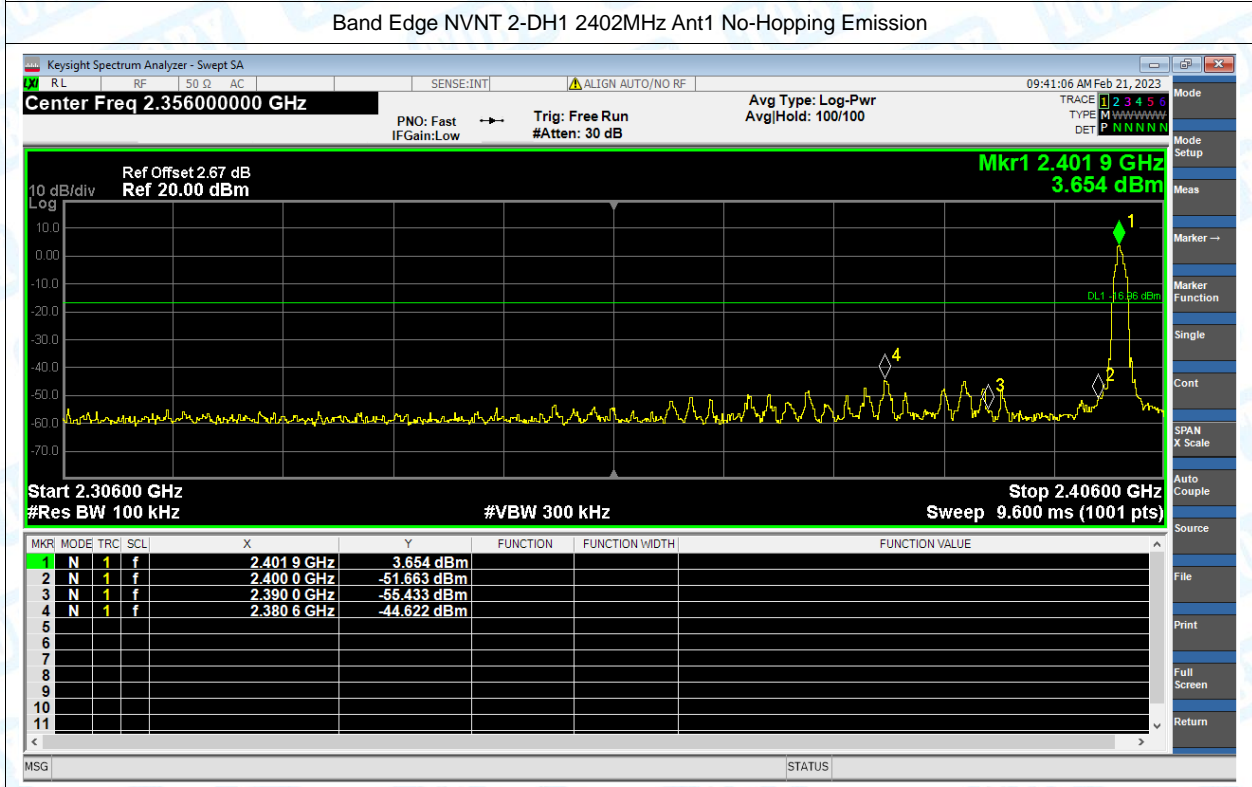 Band Edge NVNT 2-DH1 2402MHz Ant1 No-Hopping Emission
Keysight Spectrum Analyzer - Swept SA
LXI RL RF 50 Ω AC SENSE:INT ALIGN AUTO/NO RF 09:41:06 AM Feb 21, 2023
Center Freq 2.356000000 GHz Avg Type: Log-Pwr TRACE 1 2 3 4 5 6
PNO: Fast Trig: Free Run Avg|Hold: 100/100 TYPE M WWWWW
IFGain:Low #Atten: 30 dB DET P N N N N N
Mkr1 2.401 9 GHz
3.654 dBm
Ref Offset 2.67 dB
10 dB/div Ref 20.00 dBm
Log
10.0
0.00
-10.0
-20.0
-30.0
-40.0
-50.0
-60.0
-70.0
1
DL1 -16.96 dBm
4
3
2
Start 2.30600 GHz Stop 2.40600 GHz
#Res BW 100 kHz #VBW 300 kHz Sweep 9.600 ms (1001 pts)
MKR MODE TRC SCL X Y FUNCTION FUNCTION WIDTH FUNCTION VALUE
1 N 1 f 2.401 9 GHz 3.654 dBm
2 N 1 f 2.400 0 GHz -51.663 dBm
3 N 1 f 2.390 0 GHz -55.433 dBm
4 N 1 f 2.380 6 GHz -44.622 dBm
5
6
7
8
9
10
11
MSG STATUS
Mode
Mode Setup
Meas
Marker →
Marker Function
Single
Cont
SPAN X Scale
Auto Couple
Source
File
Print
Full Screen
Return